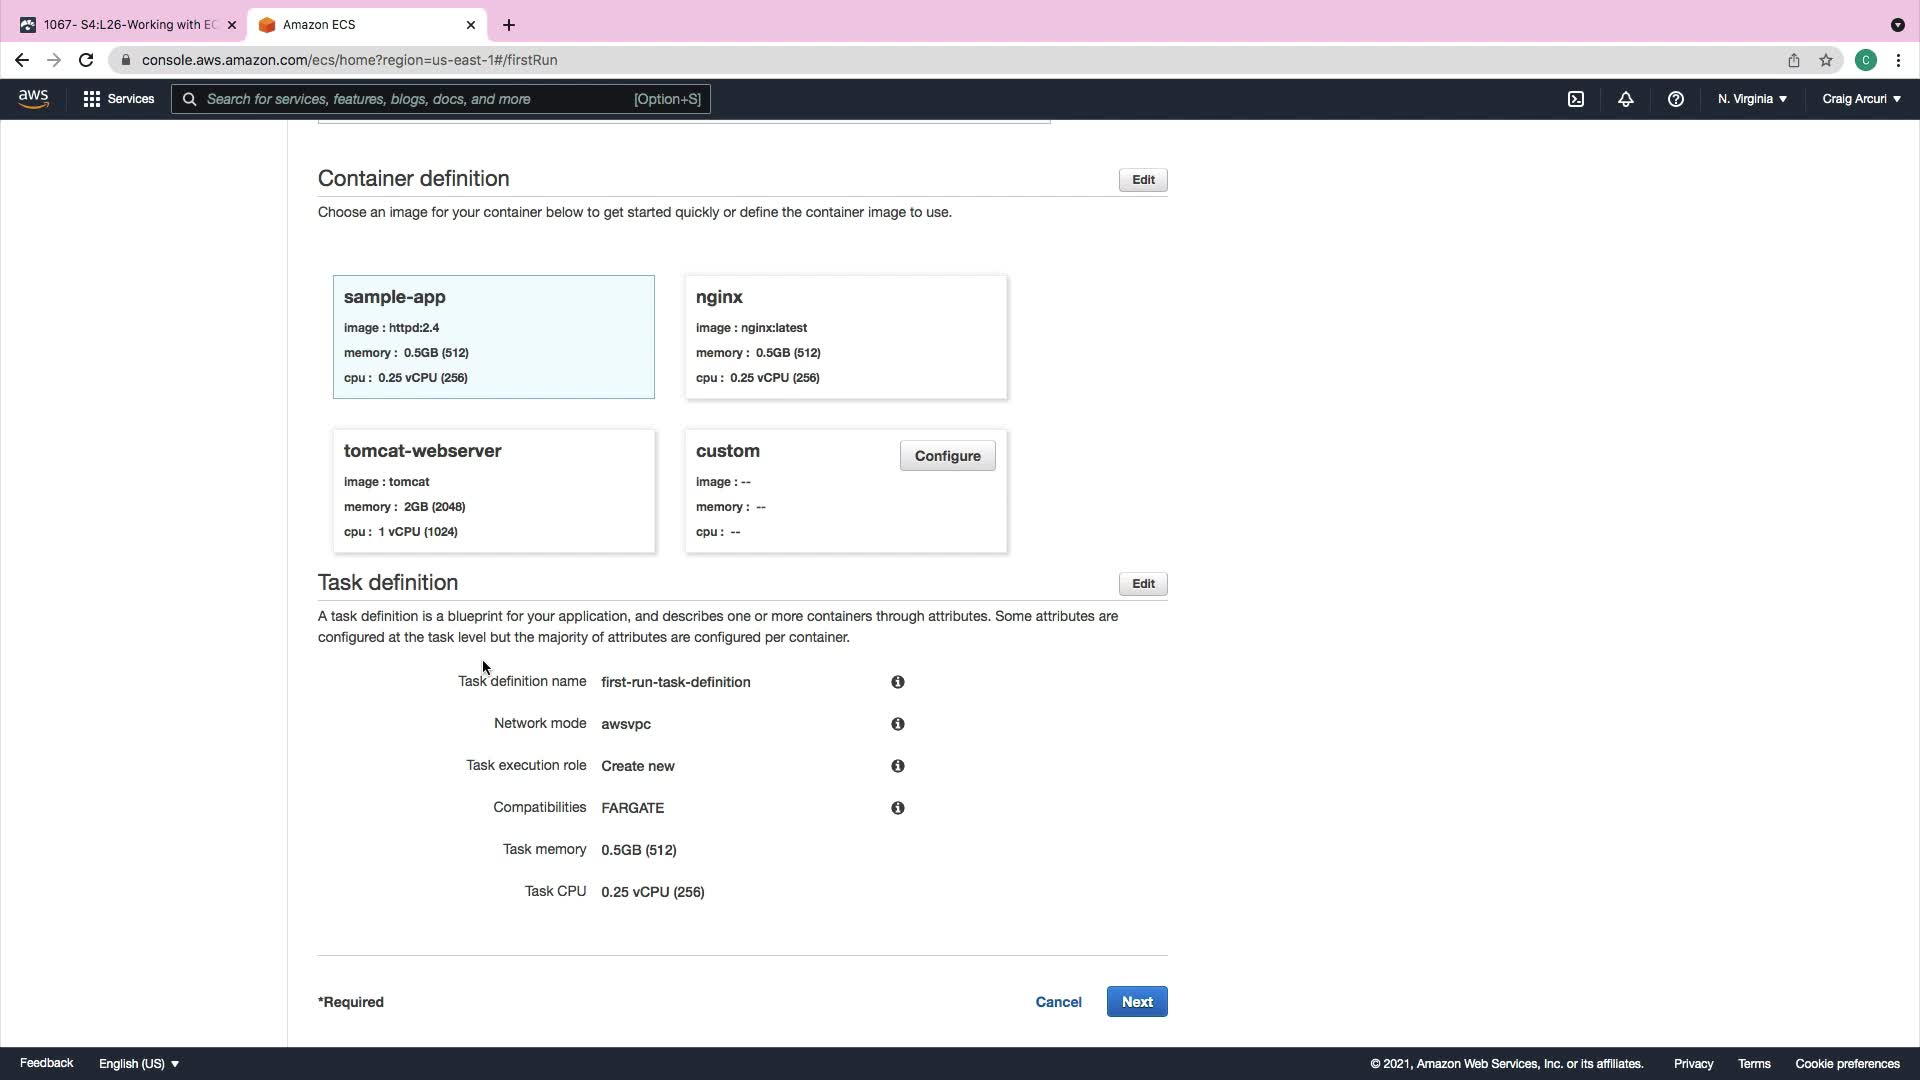 1067- S4:L26-Working with EC
Amazon ECS
console.aws.amazon.com/ecs/home?region=us-east-1#/firstRun
C
aws
Services
Search for services, features, blogs, docs, and more
[Option+S]
N. Virginia
Craig Arcuri
Container definition
Edit
Choose an image for your container below to get started quickly or define the container image to use.
sample-app
image : httpd:2.4
memory : 0.5GB (512)
cpu : 0.25 vCPU (256)
nginx
image : nginx:latest
memory : 0.5GB (512)
cpu : 0.25 vCPU (256)
tomcat-webserver
image : tomcat
memory : 2GB (2048)
cpu : 1 vCPU (1024)
custom
Configure
image : --
memory : --
cpu : --
Task definition
Edit
A task definition is a blueprint for your application, and describes one or more containers through attributes. Some attributes are
configured at the task level but the majority of attributes are configured per container.
Task definition name first-run-task-definition
Network mode awsvpc
Task execution role Create new
Compatibilities FARGATE
Task memory 0.5GB (512)
Task CPU 0.25 vCPU (256)
*Required
Cancel
Next
Feedback
English (US)
© 2021, Amazon Web Services, Inc. or its affiliates.
Privacy
Terms
Cookie preferences